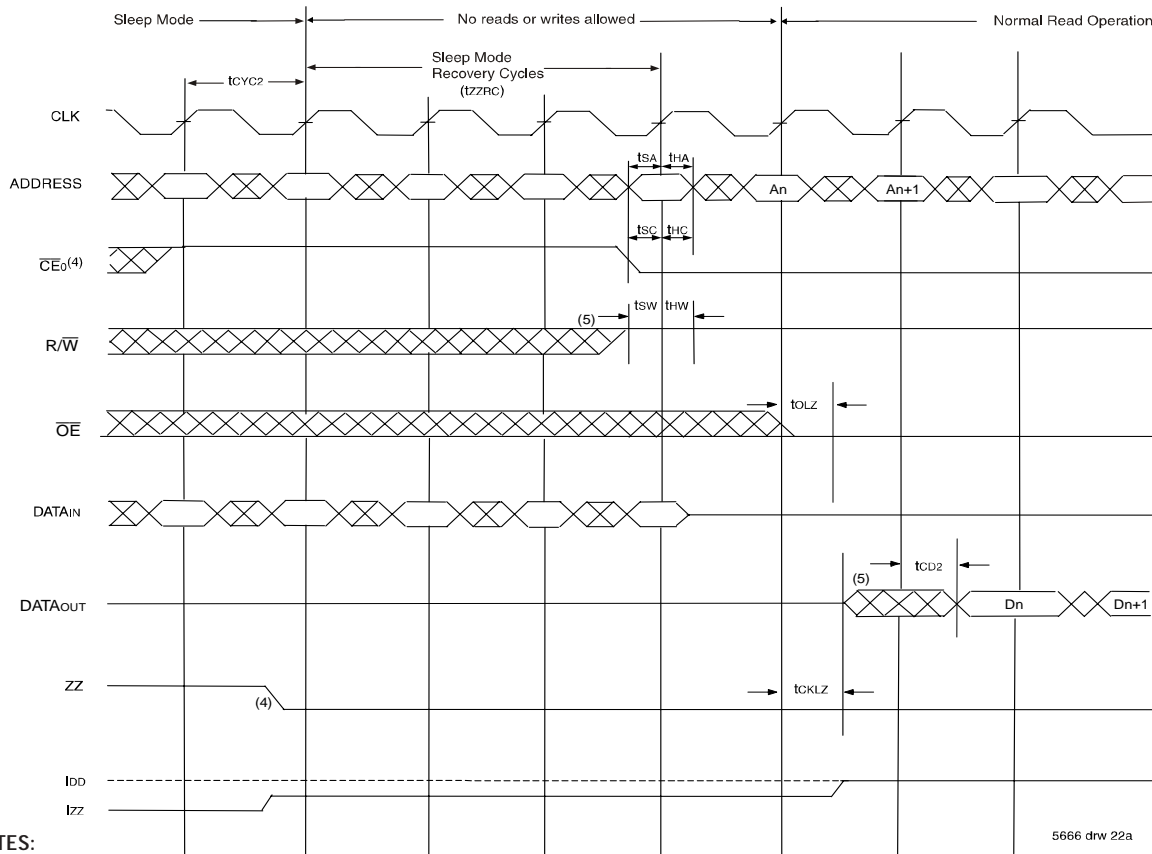 Sleep Mode
No reads or writes allowed
Normal Read Operation
Sleep Mode
Recovery Cycles
(tZZRC)
tCYC2
CLK
tSA tHA
ADDRESS
An
An+1
tSC tHC
CE0(4)
tSW tHW
(5)
R/W
tOLZ
OE
DATAIN
(5)
tCD2
DATAOUT
Dn
Dn+1
ZZ
(4)
tCKLZ
IDD
IZZ
5666 drw 22a
TES: